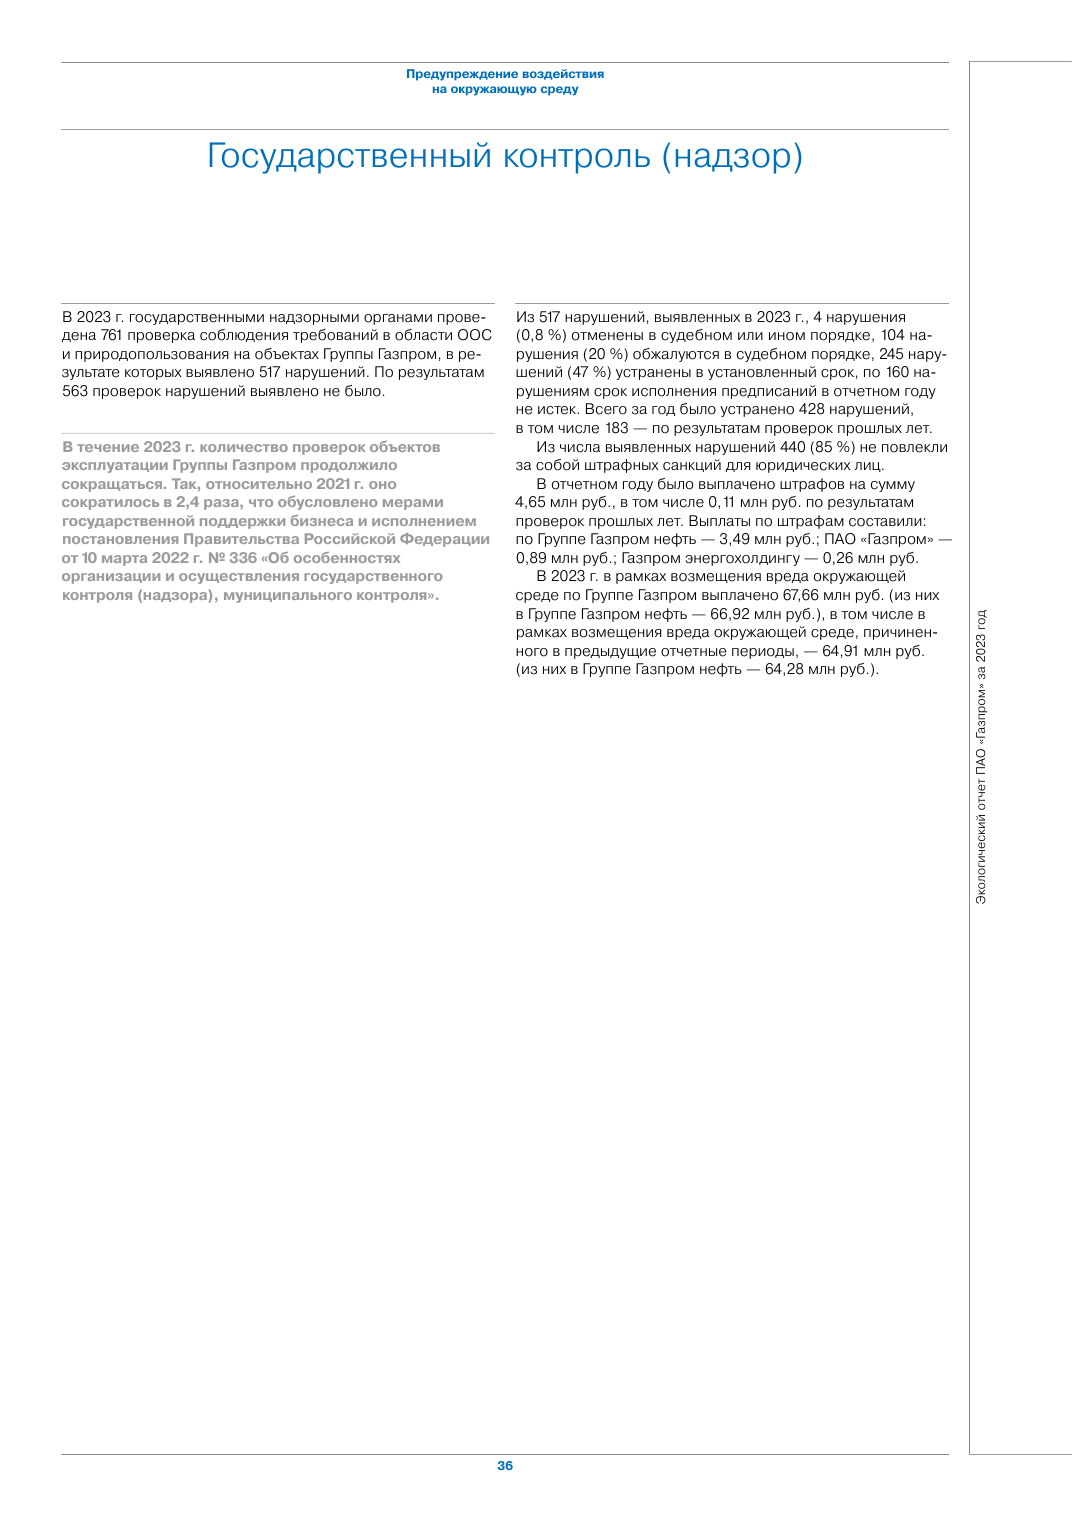 Предупреждение воздействия
на окружающую среду
Государственный контроль (надзор)
В 2023 г. государственными надзорными органами прове-
дена 761 проверка соблюдения требований в области ООС
и природопользования на объектах Группы Газпром, в ре-
зультате которых выявлено 517 нарушений. По результатам
563 проверок нарушений выявлено не было.
В течение 2023 г. количество проверок объектов
эксплуатации Группы Газпром продолжило
сокращаться. Так, относительно 2021 г. оно
сократилось в 2,4 раза, что обусловлено мерами
государственной поддержки бизнеса и исполнением
постановления Правительства Российской Федерации
от 10 марта 2022 г. № 336 «Об особенностях
организации и осуществления государственного
контроля (надзора), муниципального контроля».
Из 517 нарушений, выявленных в 2023 г., 4 нарушения
(0,8 %) отменены в судебном или ином порядке, 104 на-
рушения (20 %) обжалуются в судебном порядке, 245 нару-
шений (47 %) устранены в установленный срок, по 160 на-
рушениям срок исполнения предписаний в отчетном году
не истек. Всего за год было устранено 428 нарушений,
в том числе 183 — по результатам проверок прошлых лет.
Из числа выявленных нарушений 440 (85 %) не повлекли
за собой штрафных санкций для юридических лиц.
В отчетном году было выплачено штрафов на сумму
4,65 млн руб., в том числе 0,11 млн руб. по результатам
проверок прошлых лет. Выплаты по штрафам составили:
по Группе Газпром нефть — 3,49 млн руб.; ПАО «Газпром» —
0,89 млн руб.; Газпром энергохолдингу — 0,26 млн руб.
В 2023 г. в рамках возмещения вреда окружающей
среде по Группе Газпром выплачено 67,66 млн руб. (из них
в Группе Газпром нефть — 66,92 млн руб.), в том числе в
рамках возмещения вреда окружающей среде, причинен-
ного в предыдущие отчетные периоды, — 64,91 млн руб.
(из них в Группе Газпром нефть — 64,28 млн руб.).
Экологический отчет ПАО «Газпром» за 2023 год
36